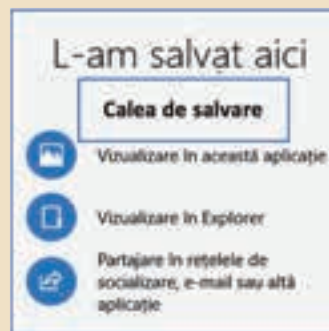 L-am salvat aici
Calea de salvare
Vizualizare în această aplicație
Vizualizare în Explorer
Partajare în rețelele de
socializare, e-mail sau altă
aplicație